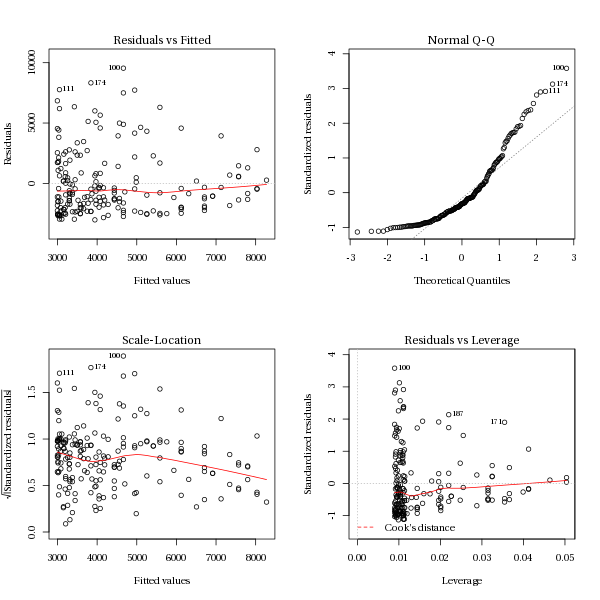 Residuals vs Fitted
Residuals
0 5000 10000
100
111
174
3000 4000 5000 6000 7000 8000
Fitted values
Normal Q-Q
Standardized residuals
-1 0 1 2 3 4
100
174
111
-3 -2 -1 0 1 2 3
Theoretical Quantiles
Scale-Location
√|Standardized residuals|
0.0 0.5 1.0 1.5
100
174
111
3000 4000 5000 6000 7000 8000
Fitted values
Residuals vs Leverage
Standardized residuals
-1 0 1 2 3 4
100
187
171
Cook's distance
0.00 0.01 0.02 0.03 0.04 0.05
Leverage